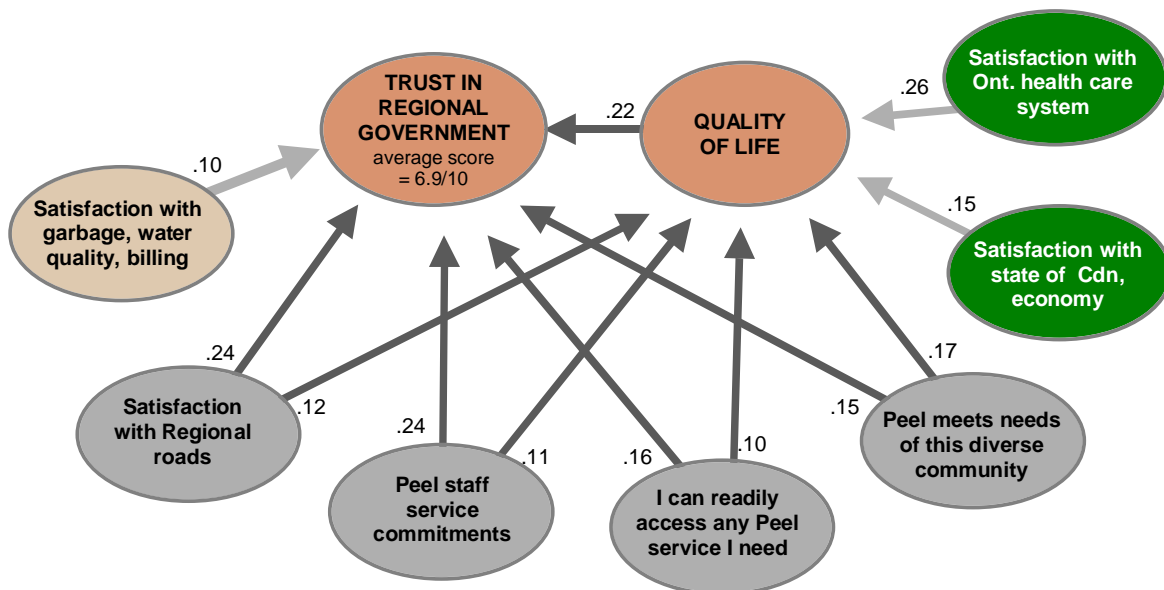 TRUST IN
REGIONAL
GOVERNMENT
average score
= 6.9/10
.22
QUALITY
OF LIFE
.26
Satisfaction with
Ont. health care
system
.10
Satisfaction with
garbage, water
quality, billing
.15
Satisfaction with
state of  Cdn,
economy
.24
Satisfaction
with Regional
roads
.12
.24
Peel staff
service
commitments
.11
.16
I can readily
access any Peel
service I need
.10
.15
.17
Peel meets needs
of this diverse
community